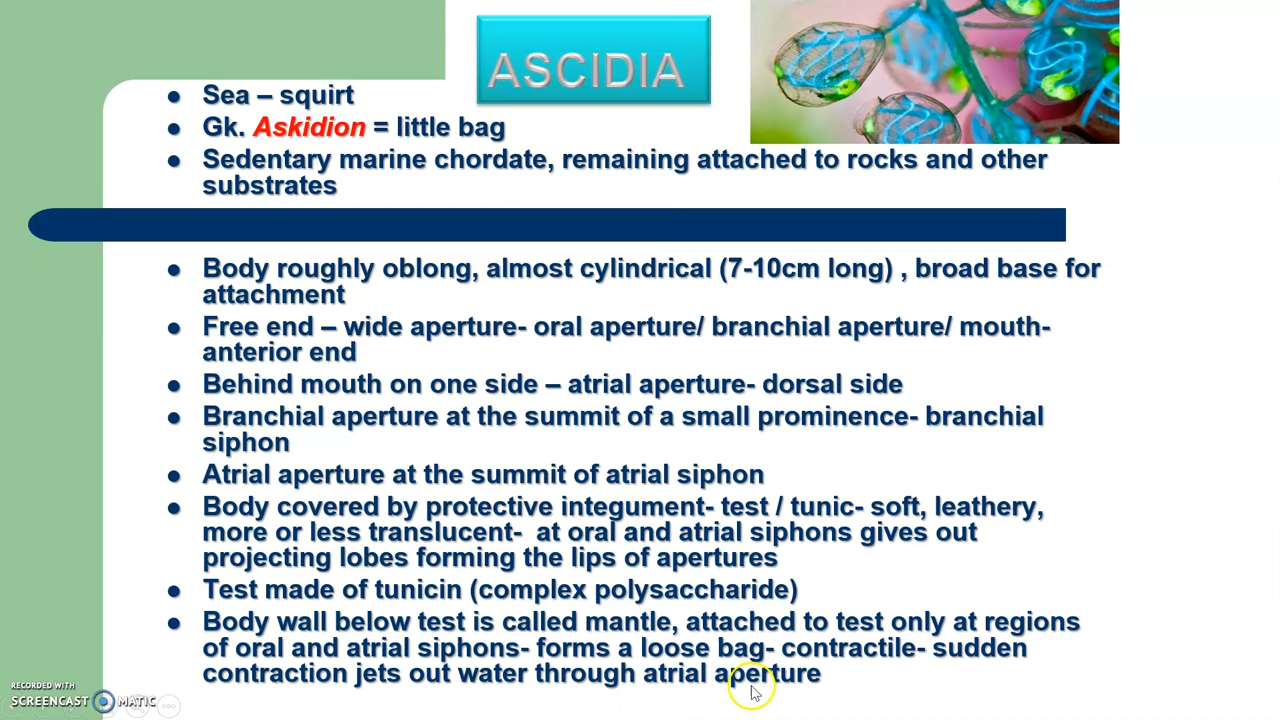 ASCIDIA
Sea – squirt
Gk. Askidion = little bag
Sedentary marine chordate, remaining attached to rocks and other
substrates
Body roughly oblong, almost cylindrical (7-10cm long) , broad base for
attachment
Free end – wide aperture- oral aperture/ branchial aperture/ mouth-
anterior end
Behind mouth on one side – atrial aperture- dorsal side
Branchial aperture at the summit of a small prominence- branchial
siphon
Atrial aperture at the summit of atrial siphon
Body covered by protective integument- test / tunic- soft, leathery,
more or less translucent-  at oral and atrial siphons gives out
projecting lobes forming the lips of apertures
Test made of tunicin (complex polysaccharide)
Body wall below test is called mantle, attached to test only at regions
of oral and atrial siphons- forms a loose bag- contractile- sudden
contraction jets out water through atrial aperture
RECORDED WITH
SCREENCAST MATIC